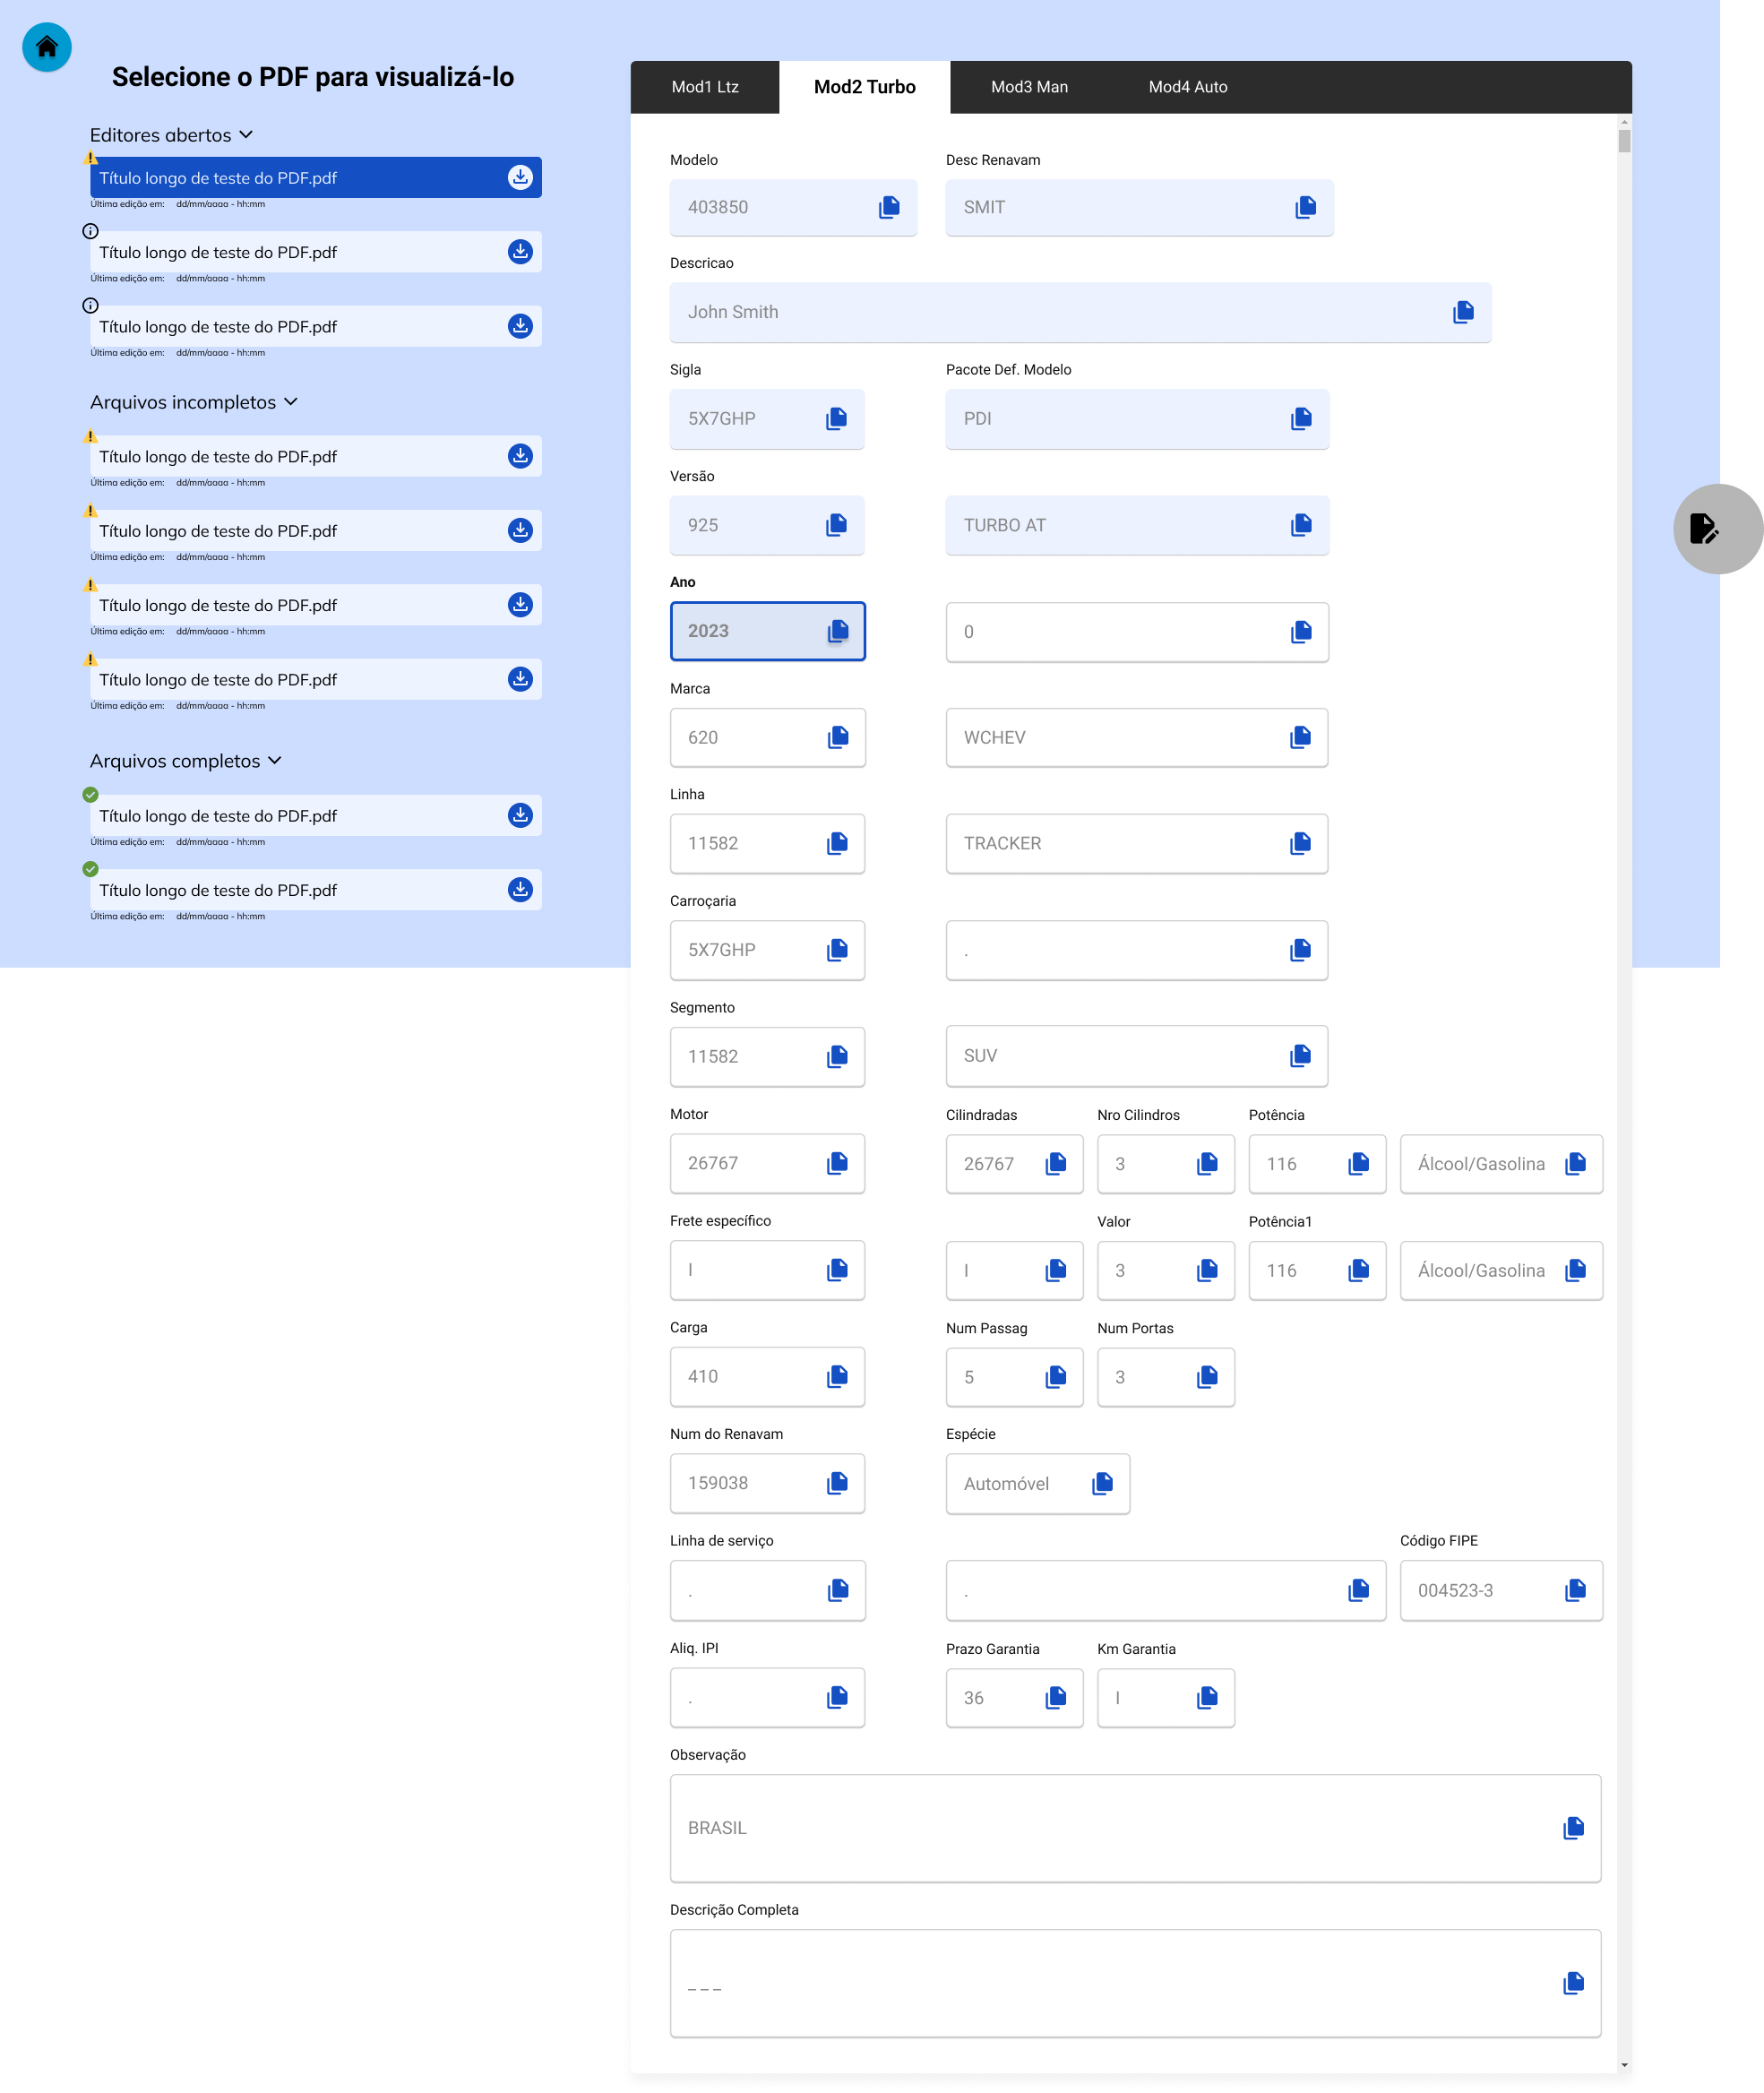 Selecione o PDF para visualizá-lo
Editores abertos
Título longo de teste do PDF.pdf
Última edição em: dd/mm/aaaa - hh:mm
Título longo de teste do PDF.pdf
Última edição em: dd/mm/aaaa - hh:mm
Título longo de teste do PDF.pdf
Última edição em: dd/mm/aaaa - hh:mm
Arquivos incompletos
Título longo de teste do PDF.pdf
Última edição em: dd/mm/aaaa - hh:mm
Título longo de teste do PDF.pdf
Última edição em: dd/mm/aaaa - hh:mm
Título longo de teste do PDF.pdf
Última edição em: dd/mm/aaaa - hh:mm
Título longo de teste do PDF.pdf
Última edição em: dd/mm/aaaa - hh:mm
Arquivos completos
Título longo de teste do PDF.pdf
Última edição em: dd/mm/aaaa - hh:mm
Título longo de teste do PDF.pdf
Última edição em: dd/mm/aaaa - hh:mm
Mod1 Ltz Mod2 Turbo Mod3 Man Mod4 Auto
Modelo Desc Renavam
403850 SMIT
Descricao
John Smith
Sigla Pacote Def. Modelo
5X7GHP PDI
Versão
925 TURBO AT
Ano
2023 0
Marca
620 WCHEV
Linha
11582 TRACKER
Carroçaria
5X7GHP .
Segmento
11582 SUV
Motor Cilindradas Nro Cilindros Potência
26767 26767 3 116 Álcool/Gasolina
Frete específico Valor Potência1
I I 3 116 Álcool/Gasolina
Carga Num Passag Num Portas
410 5 3
Num do Renavam Espécie
159038 Automóvel
Linha de serviço Código FIPE
. . 004523-3
Aliq. IPI Prazo Garantia Km Garantia
. 36 I
Observação
BRASIL
Descrição Completa
_ _ _